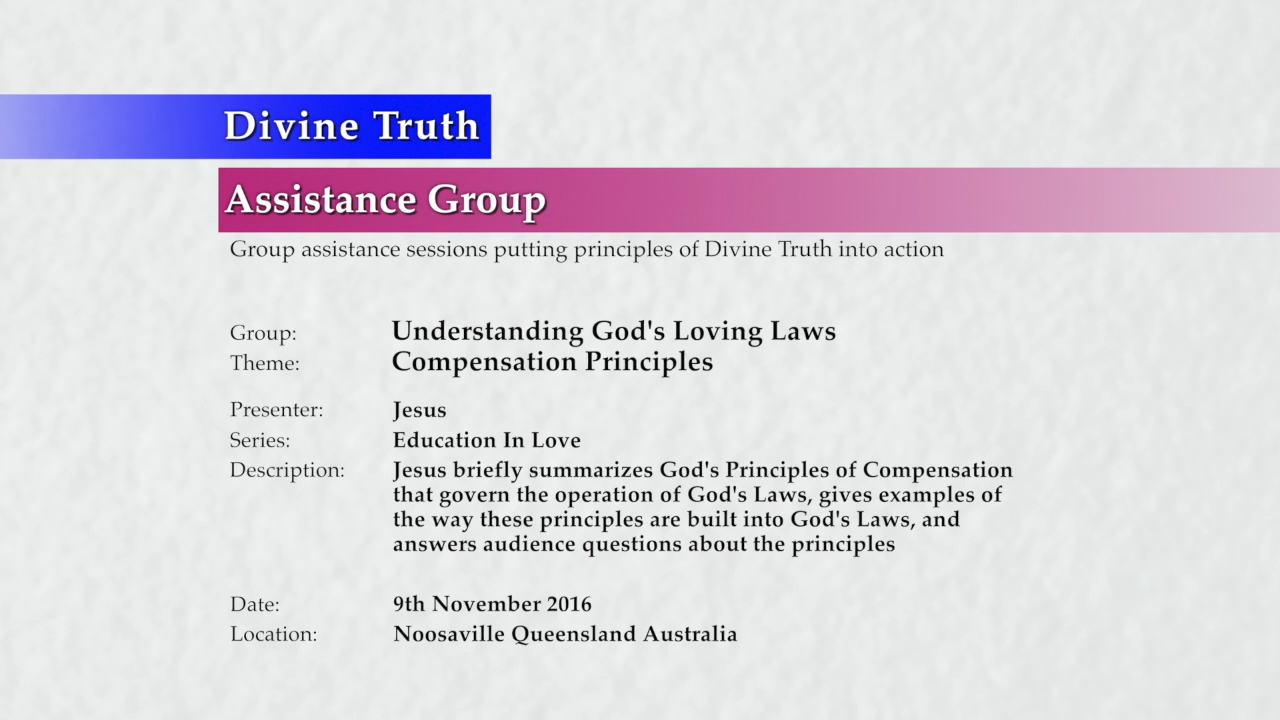 Divine Truth
Assistance Group
Group assistance sessions putting principles of Divine Truth into action
Group: Understanding God's Loving Laws
Theme: Compensation Principles
Presenter: Jesus
Series: Education In Love
Description: Jesus briefly summarizes God's Principles of Compensation
that govern the operation of God's Laws, gives examples of
the way these principles are built into God's Laws, and
answers audience questions about the principles
Date: 9th November 2016
Location: Noosaville Queensland Australia